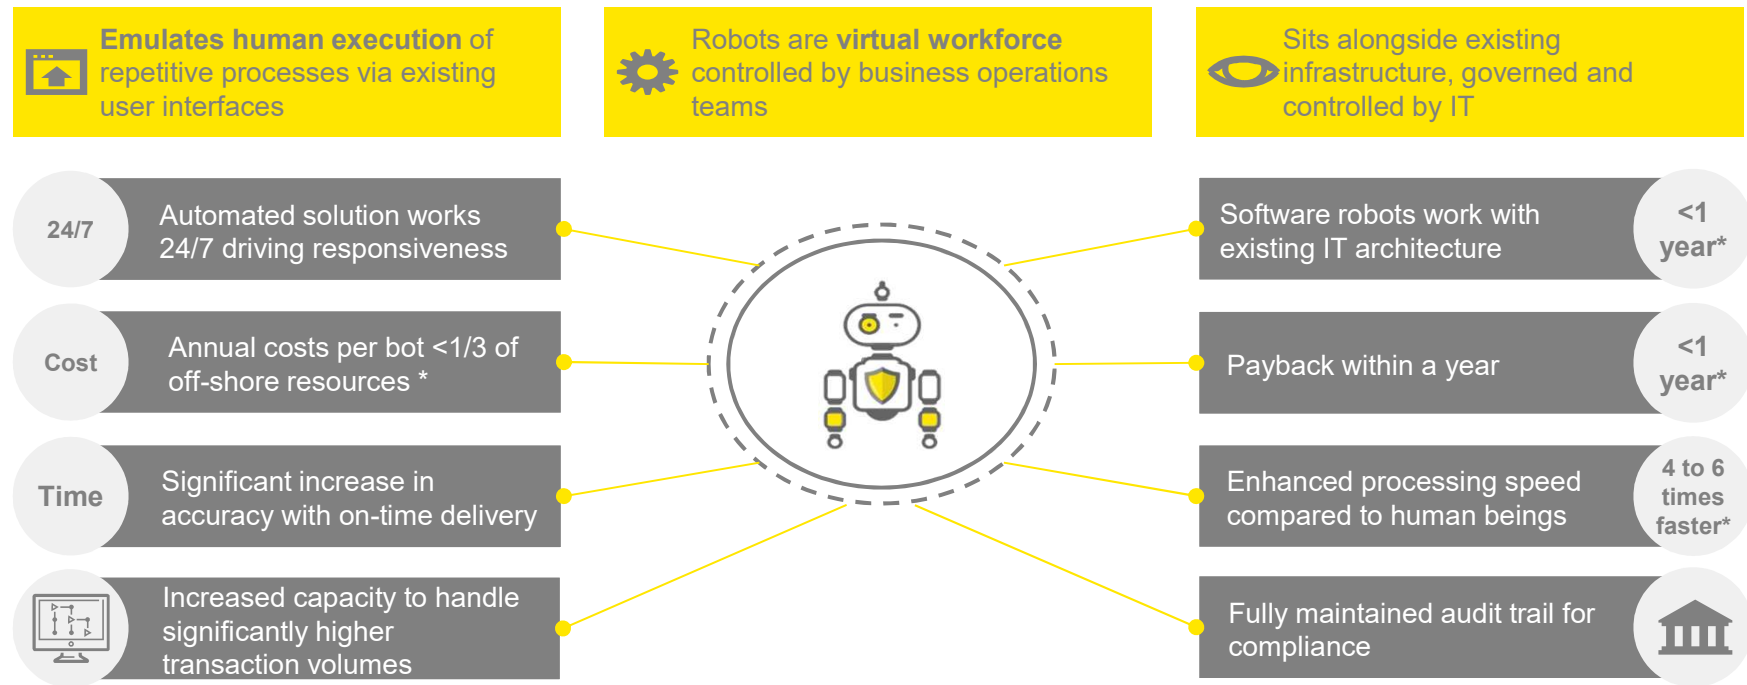 Emulates human execution of
repetitive processes via existing
user interfaces
Robots are virtual workforce
controlled by business operations
teams
Sits alongside existing
infrastructure, governed and
controlled by IT
24/7
Automated solution works
24/7 driving responsiveness
Cost
Annual costs per bot <1/3 of
off-shore resources *
Time
Significant increase in
accuracy with on-time delivery
Increased capacity to handle
significantly higher
transaction volumes
Software robots work with
existing IT architecture
<1
year*
Payback within a year
<1
year*
Enhanced processing speed
compared to human beings
4 to 6
times
faster*
Fully maintained audit trail for
compliance